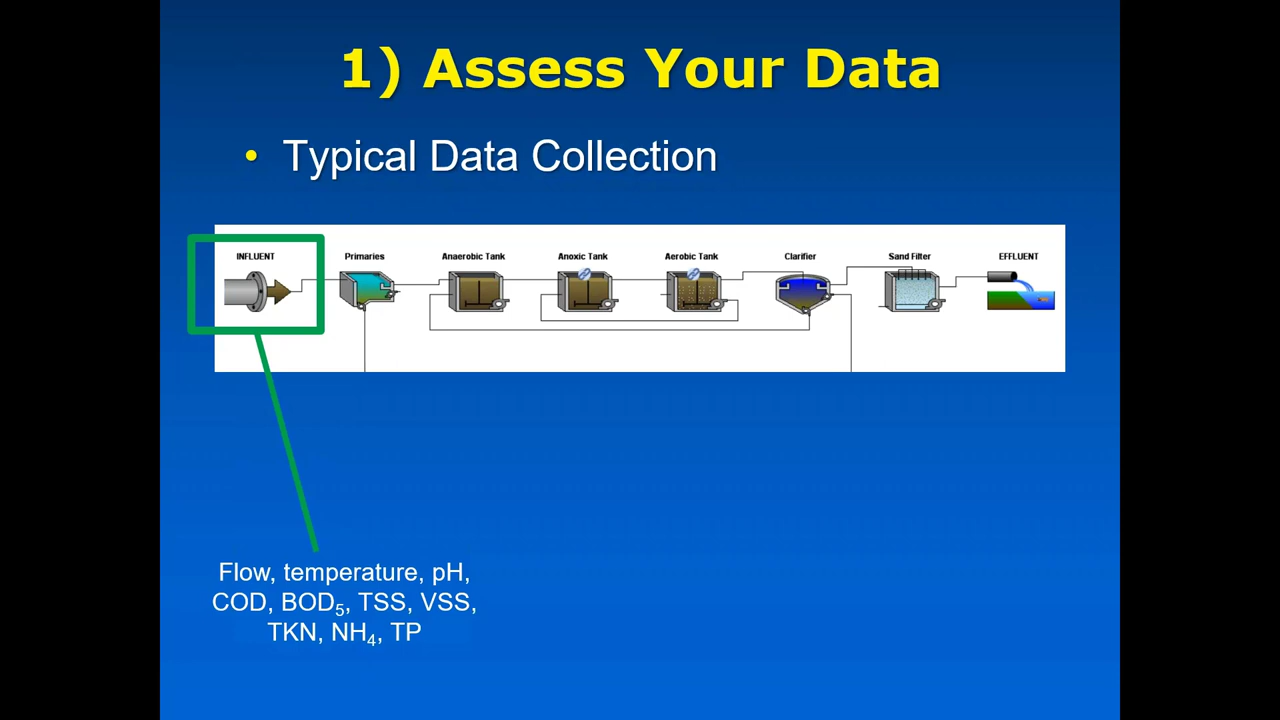 1) Assess Your Data
• Typical Data Collection
INFLUENT Primaries Anaerobic Tank Anoxic Tank Aerobic Tank Clarifier Sand Filter EFFLUENT
Flow, temperature, pH,
COD, BOD₅, TSS, VSS,
TKN, NH₄, TP